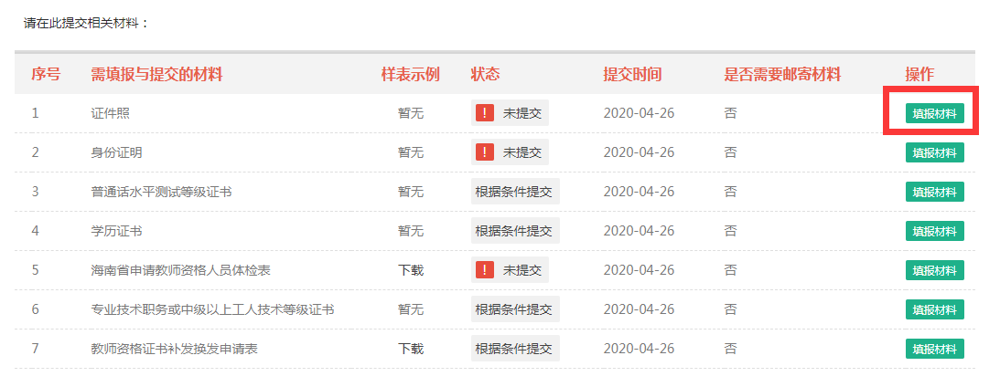 请在此提交相关材料：
序号 需填报与提交的材料 样表示例 状态 提交时间 是否需要邮寄材料 操作
1 证件照 暂无 ! 未提交 2020-04-26 否 填报材料
2 身份证明 暂无 ! 未提交 2020-04-26 否 填报材料
3 普通话水平测试等级证书 暂无 根据条件提交 2020-04-26 否 填报材料
4 学历证书 暂无 根据条件提交 2020-04-26 否 填报材料
5 海南省申请教师资格人员体检表 下载 ! 未提交 2020-04-26 否 填报材料
6 专业技术职务或中级以上工人技术等级证书 暂无 根据条件提交 2020-04-26 否 填报材料
7 教师资格证书补发换发申请表 下载 根据条件提交 2020-04-26 否 填报材料